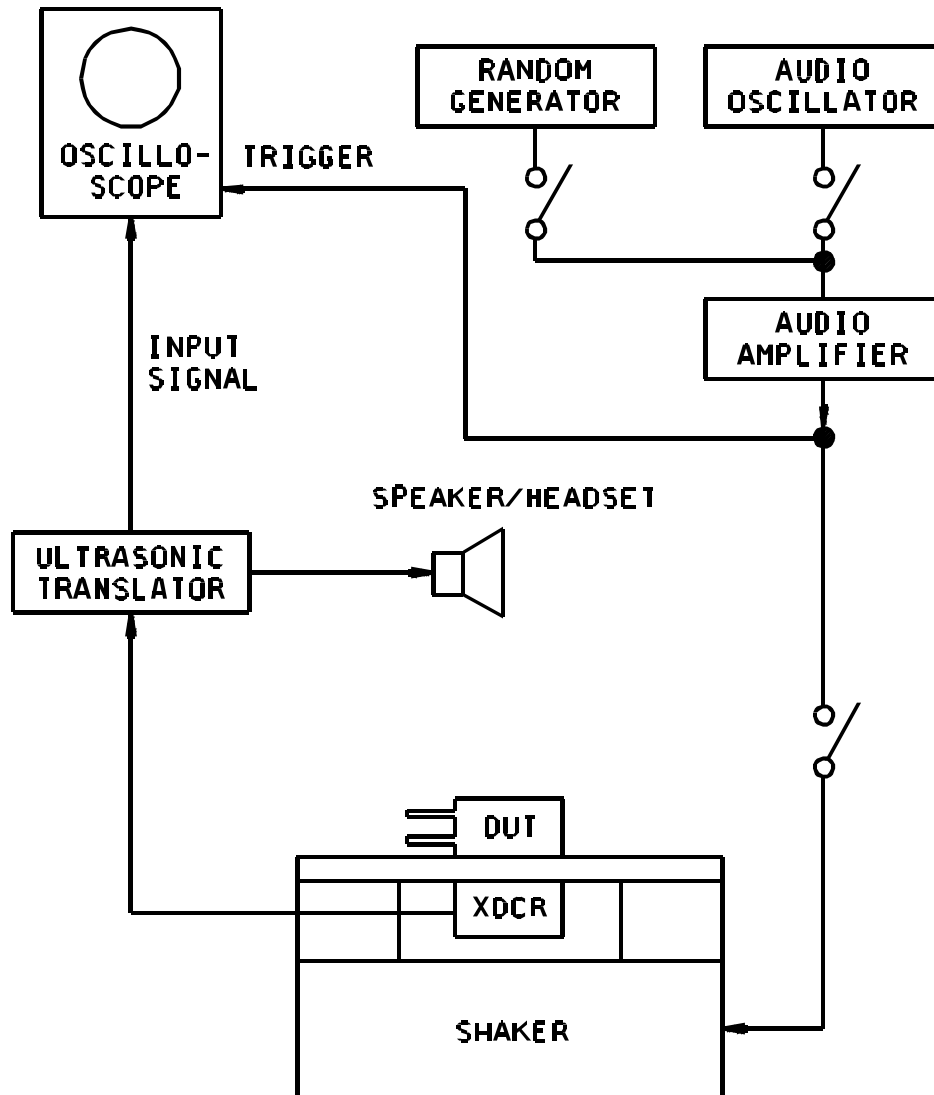 RANDOM
GENERATOR
AUDIO
OSCILLATOR
OSCILLO-
SCOPE
TRIGGER
AUDIO
AMPLIFIER
INPUT
SIGNAL
SPEAKER/HEADSET
ULTRASONIC
TRANSLATOR
DUT
XDCR
SHAKER